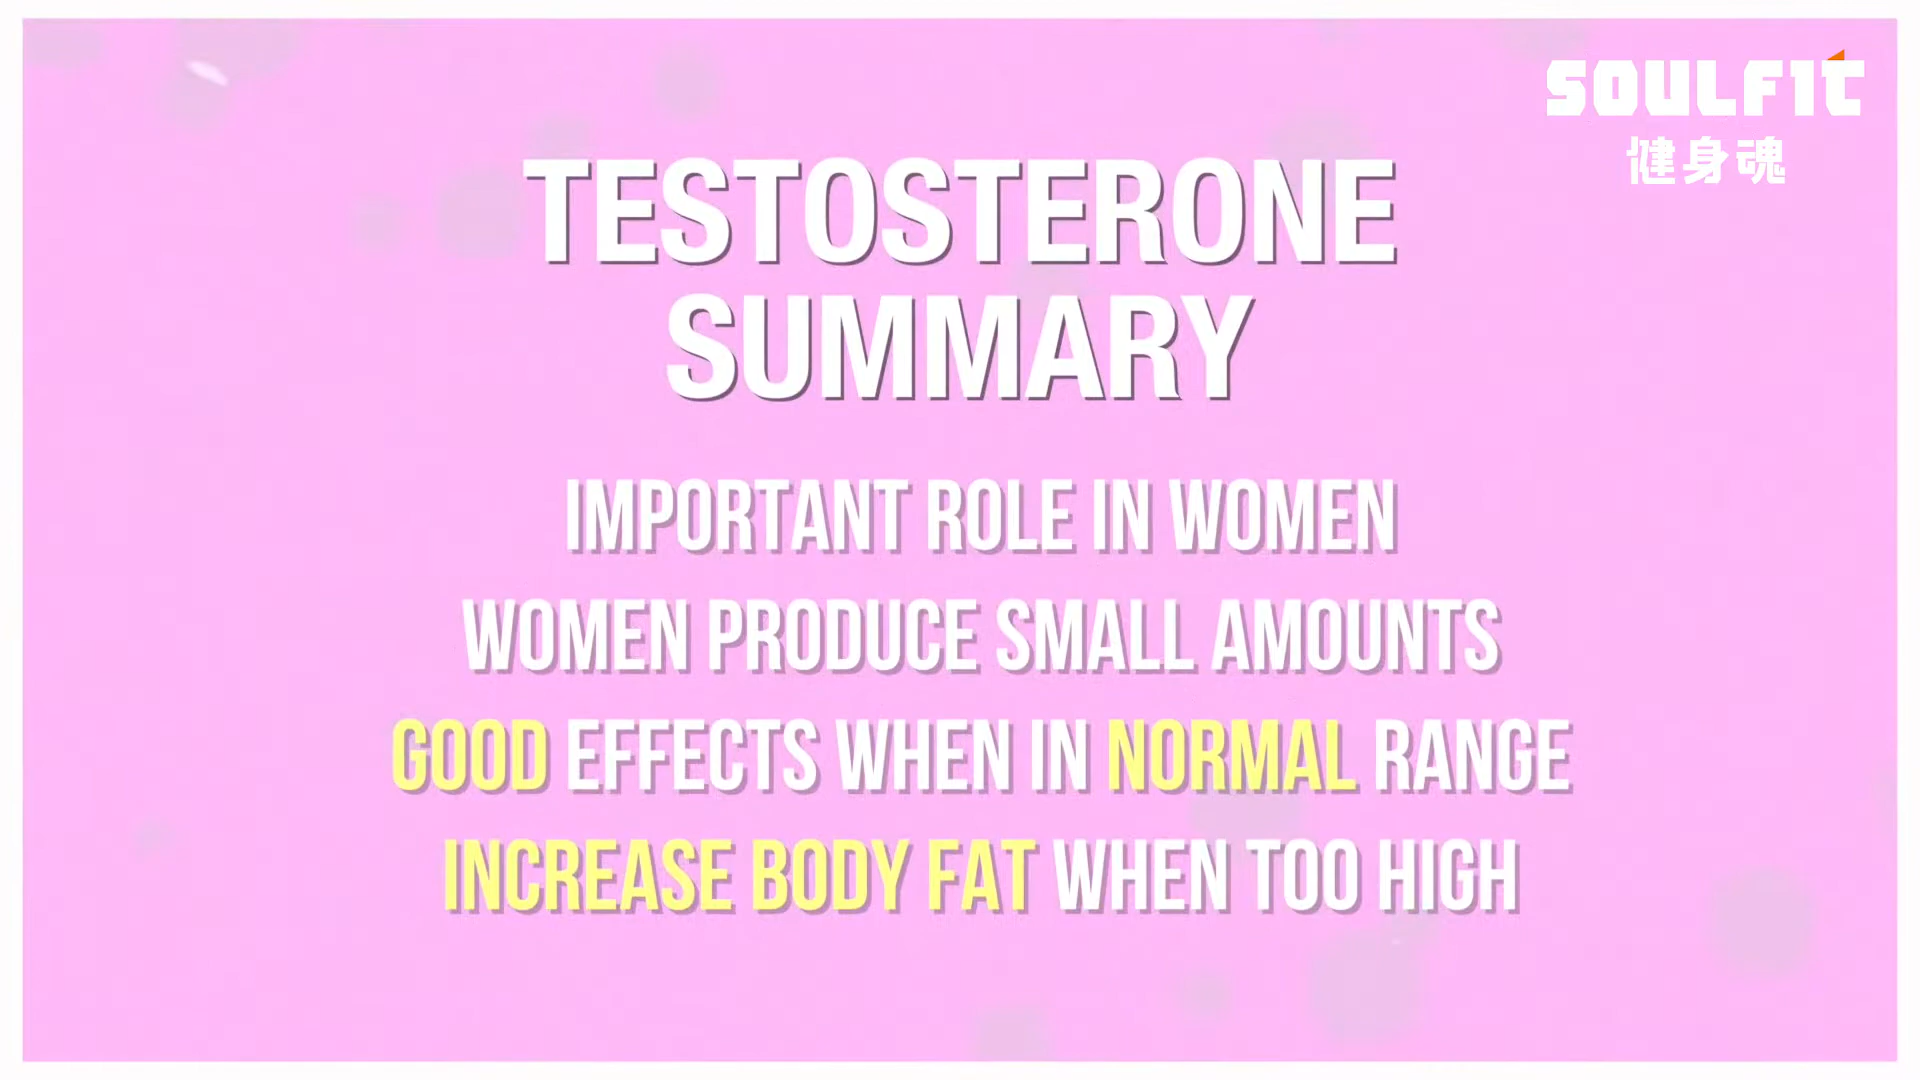 SOULFIT
健身魂
TESTOSTERONE
SUMMARY
IMPORTANT ROLE IN WOMEN
WOMEN PRODUCE SMALL AMOUNTS
GOOD EFFECTS WHEN IN NORMAL RANGE
INCREASE BODY FAT WHEN TOO HIGH